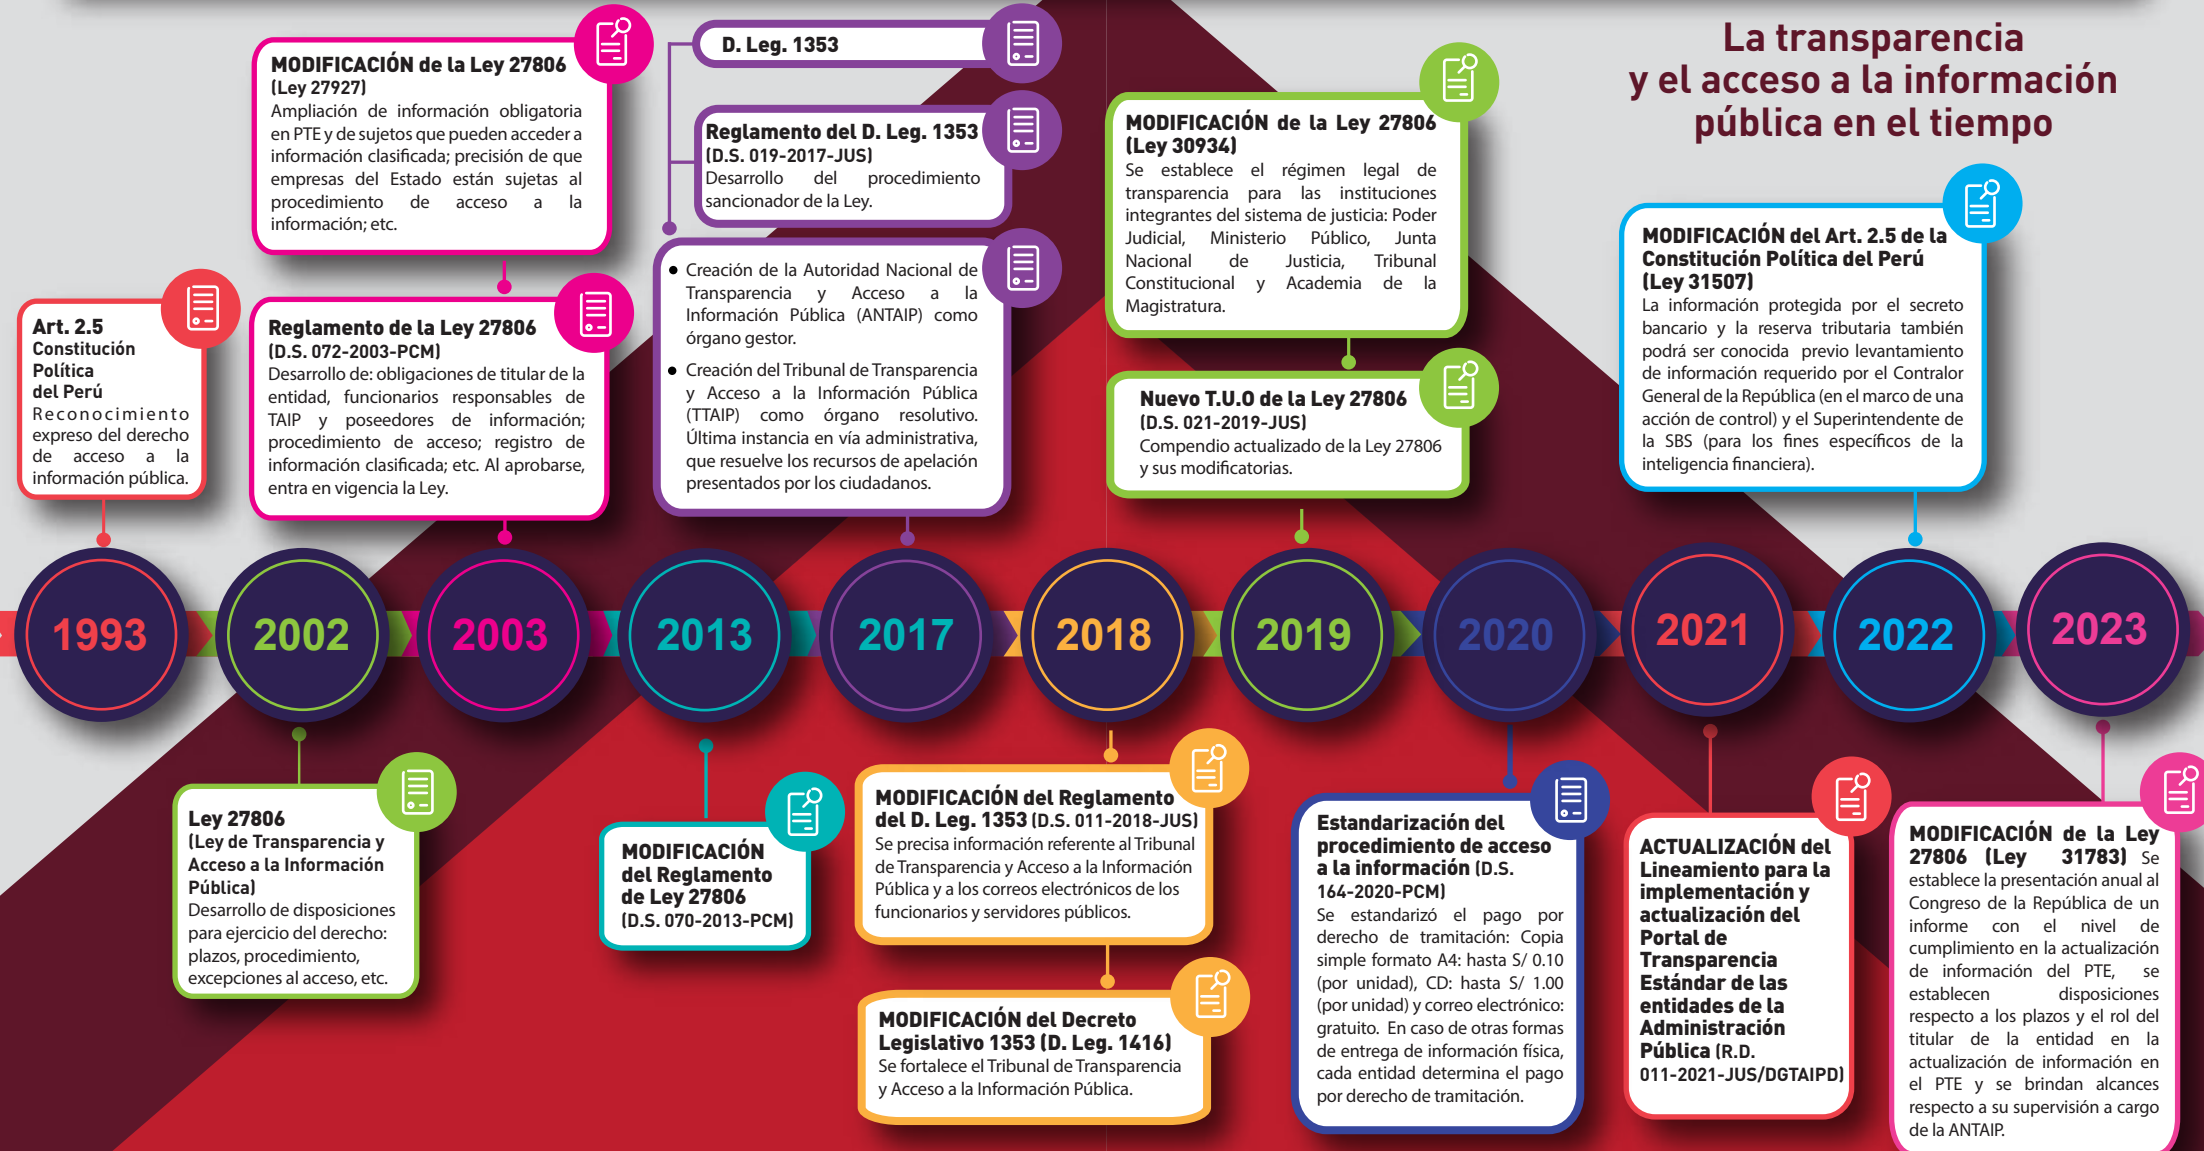 La transparencia
y el acceso a la información
pública en el tiempo
MODIFICACIÓN de la Ley 27806
(Ley 27927)
Ampliación de información obligatoria
en PTE y de sujetos que pueden acceder a
información clasificada; precisión de que
empresas del Estado están sujetas al
procedimiento de acceso a la
información; etc.
D. Leg. 1353
Reglamento del D. Leg. 1353
(D.S. 019-2017-JUS)
Desarrollo del procedimiento
sancionador de la Ley.
MODIFICACIÓN de la Ley 27806
(Ley 30934)
Se establece el régimen legal de
transparencia para las instituciones
integrantes del sistema de justicia: Poder
Judicial, Ministerio Público, Junta
Nacional de Justicia, Tribunal
Constitucional y Academia de la
Magistratura.
MODIFICACIÓN del Art. 2.5 de la
Constitución Política del Perú
(Ley 31507)
La información protegida por el secreto
bancario y la reserva tributaria también
podrá ser conocida previo levantamiento
de información requerido por el Contralor
General de la República (en el marco de una
acción de control) y el Superintendente de
la SBS (para los fines específicos de la
inteligencia financiera).
Art. 2.5
Constitución
Política
del Perú
Reconocimiento
expreso del derecho
de acceso a la
información pública.
Reglamento de la Ley 27806
(D.S. 072-2003-PCM)
Desarrollo de: obligaciones de titular de la
entidad, funcionarios responsables de
TAIP y poseedores de información;
procedimiento de acceso; registro de
información clasificada; etc. Al aprobarse,
entra en vigencia la Ley.
• Creación de la Autoridad Nacional de
Transparencia y Acceso a la
Información Pública (ANTAIP) como
órgano gestor.
• Creación del Tribunal de Transparencia
y Acceso a la Información Pública
(TTAIP) como órgano resolutivo.
Última instancia en vía administrativa,
que resuelve los recursos de apelación
presentados por los ciudadanos.
Nuevo T.U.O de la Ley 27806
(D.S. 021-2019-JUS)
Compendio actualizado de la Ley 27806
y sus modificatorias.
1993
2002
2003
2013
2017
2018
2019
2020
2021
2022
2023
Ley 27806
(Ley de Transparencia y
Acceso a la Información
Pública)
Desarrollo de disposiciones
para ejercicio del derecho:
plazos, procedimiento,
excepciones al acceso, etc.
MODIFICACIÓN
del Reglamento
de Ley 27806
(D.S. 070-2013-PCM)
MODIFICACIÓN del Reglamento
del D. Leg. 1353 (D.S. 011-2018-JUS)
Se precisa información referente al Tribunal
de Transparencia y Acceso a la Información
Pública y a los correos electrónicos de los
funcionarios y servidores públicos.
MODIFICACIÓN del Decreto
Legislativo 1353 (D. Leg. 1416)
Se fortalece el Tribunal de Transparencia
y Acceso a la Información Pública.
Estandarización del
procedimiento de acceso
a la información (D.S.
164-2020-PCM)
Se estandarizó el pago por
derecho de tramitación: Copia
simple formato A4: hasta S/ 0.10
(por unidad), CD: hasta S/ 1.00
(por unidad) y correo electrónico:
gratuito. En caso de otras formas
de entrega de información física,
cada entidad determina el pago
por derecho de tramitación.
ACTUALIZACIÓN del
Lineamiento para la
implementación y
actualización del
Portal de
Transparencia
Estándar de las
entidades de la
Administración
Pública (R.D.
011-2021-JUS/DGTAIPD)
MODIFICACIÓN de la Ley
27806 (Ley 31783) Se
establece la presentación anual al
Congreso de la República de un
informe con el nivel de
cumplimiento en la actualización
de información del PTE, se
establecen disposiciones
respecto a los plazos y el rol del
titular de la entidad en la
actualización de información en
el PTE y se brindan alcances
respecto a su supervisión a cargo
de la ANTAIP.